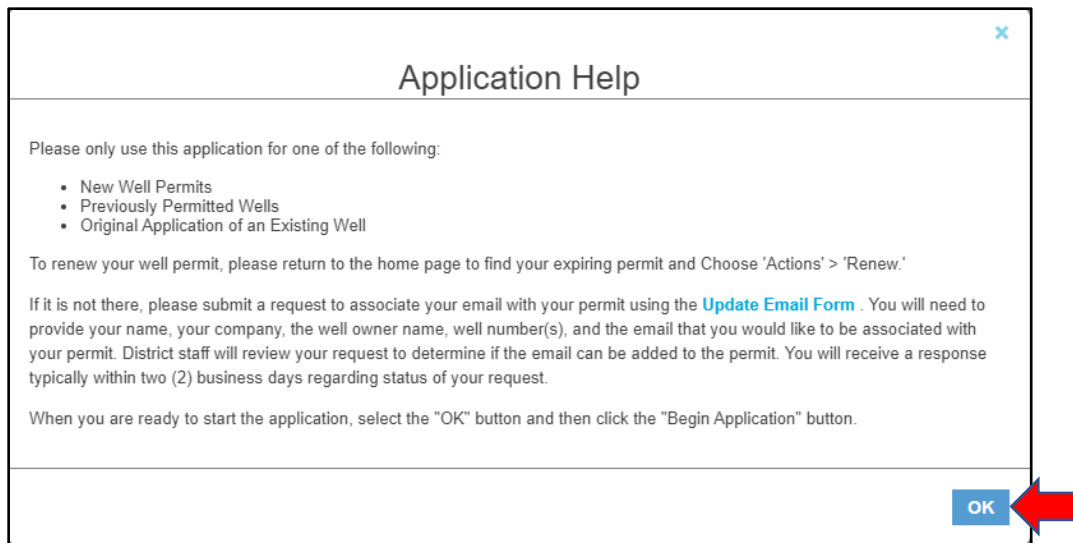 ×
Application Help
Please only use this application for one of the following:
• New Well Permits
• Previously Permitted Wells
• Original Application of an Existing Well
To renew your well permit, please return to the home page to find your expiring permit and Choose 'Actions' > 'Renew.'
If it is not there, please submit a request to associate your email with your permit using the Update Email Form . You will need to
provide your name, your company, the well owner name, well number(s), and the email that you would like to be associated with
your permit. District staff will review your request to determine if the email can be added to the permit. You will receive a response
typically within two (2) business days regarding status of your request.
When you are ready to start the application, select the "OK" button and then click the "Begin Application" button.
OK